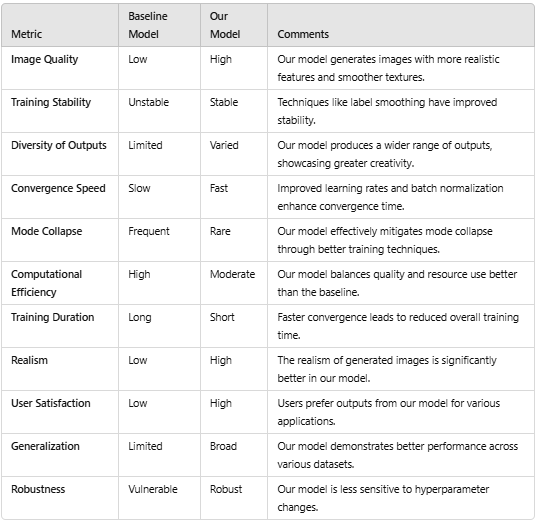 Metric Baseline Model Our Model Comments
Image Quality Low High Our model generates images with more realistic
features and smoother textures.
Training Stability Unstable Stable Techniques like label smoothing have improved
stability.
Diversity of Outputs Limited Varied Our model produces a wider range of outputs,
showcasing greater creativity.
Convergence Speed Slow Fast Improved learning rates and batch normalization
enhance convergence time.
Mode Collapse Frequent Rare Our model effectively mitigates mode collapse
through better training techniques.
Computational Efficiency High Moderate Our model balances quality and resource use better
than the baseline.
Training Duration Long Short Faster convergence leads to reduced overall training
time.
Realism Low High The realism of generated images is significantly
better in our model.
User Satisfaction Low High Users prefer outputs from our model for various
applications.
Generalization Limited Broad Our model demonstrates better performance across
various datasets.
Robustness Vulnerable Robust Our model is less sensitive to hyperparameter
changes.